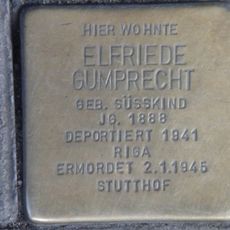 HIER WOHNTE
ELFRIEDE
GUMPRECHT
GEB. SÜSSKIND
JG. 1888
DEPORTIERT 1941
RIGA
ERMORDET 2.1.1945
STUTTHOF